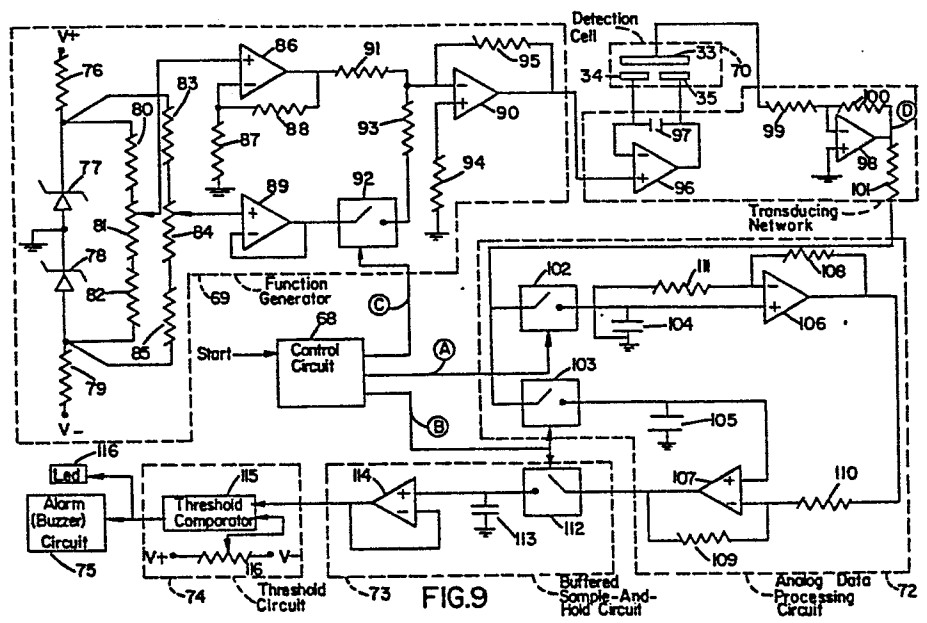 Detection
Cell
V+
76
83
80
86
91
95
33
34
35
70
77
88
87
93
90
97
99
100
D
98
96
94
101
89
92
Transducing
Network
81
84
78
82
85
69
Function
Generator
C
102
111
108
106
104
68
Start
Control
Circuit
A
103
79
V-
B
105
116
Led
114
107
110
115
Threshold
Comparator
Alarm
(Buzzer)
Circuit
75
113
112
109
V+
V-
116
74
Threshold
Circuit
73
FIG.9
Buffered
Sample-And-
Hold Circuit
Analog Data
Processing
Circuit
72